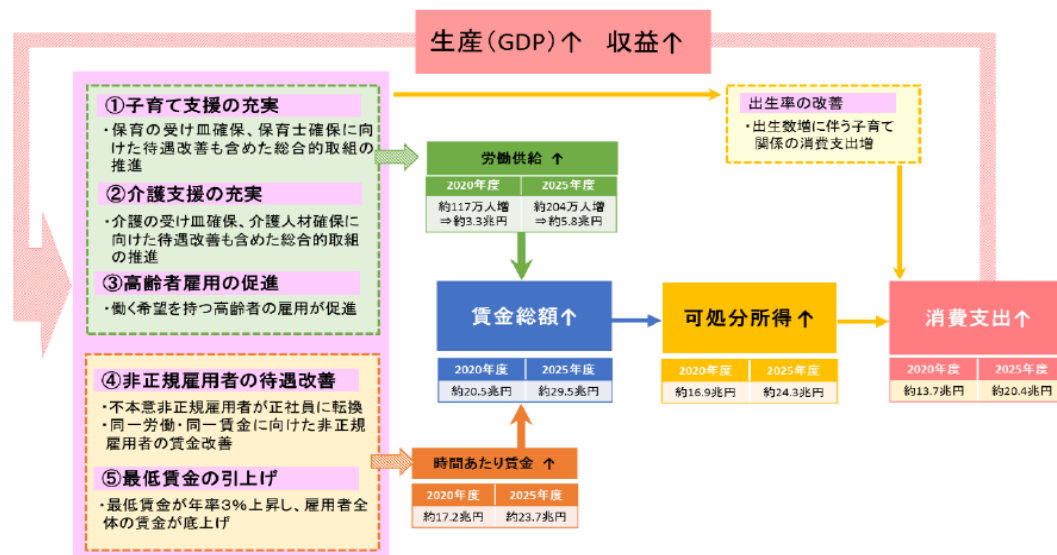 生産(GDP)↑ 収益↑
①子育て支援の充実
・保育の受け皿確保、保育士確保に向
けた待遇改善も含めた総合的取組の
推進
②介護支援の充実
・介護の受け皿確保、介護人材確保に
向けた待遇改善も含めた総合的取組
の推進
③高齢者雇用の促進
・働く希望を持つ高齢者の雇用が促進
④非正規雇用者の待遇改善
・不本意非正規雇用者が正社員に転換
・同一労働・同一賃金に向けた非正規
雇用者の賃金改善
⑤最低賃金の引上げ
・最低賃金が年率3%上昇し、雇用者全
体の賃金が底上げ
労働供給 ↑
2020年度 2025年度
約117万人増 約204万人増
⇒約3.3兆円 ⇒約5.8兆円
出生率の改善
・出生数増に伴う子育て
関係の消費支出増
賃金総額↑
2020年度 2025年度
約20.5兆円 約29.5兆円
時間あたり賃金 ↑
2020年度 2025年度
約17.2兆円 約23.7兆円
可処分所得↑
2020年度 2025年度
約16.9兆円 約24.3兆円
消費支出↑
2020年度 2025年度
約13.7兆円 約20.4兆円